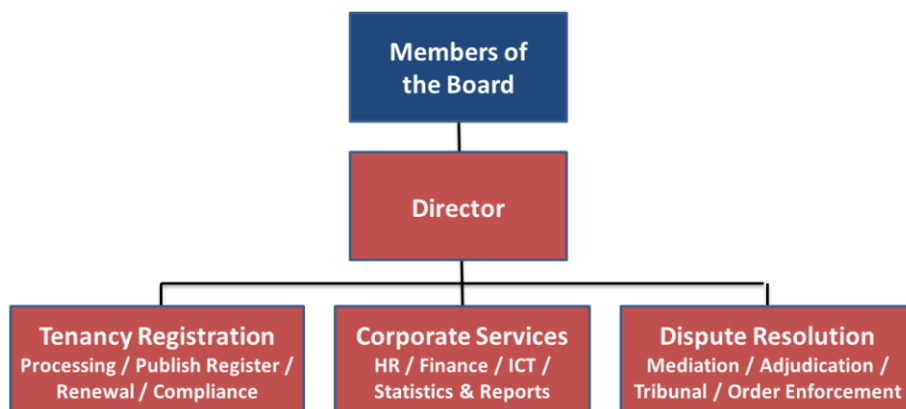 Members of
the Board
Director
Tenancy Registration
Processing / Publish Register /
Renewal / Compliance
Corporate Services
HR / Finance / ICT /
Statistics & Reports
Dispute Resolution
Mediation / Adjudication /
Tribunal / Order Enforcement